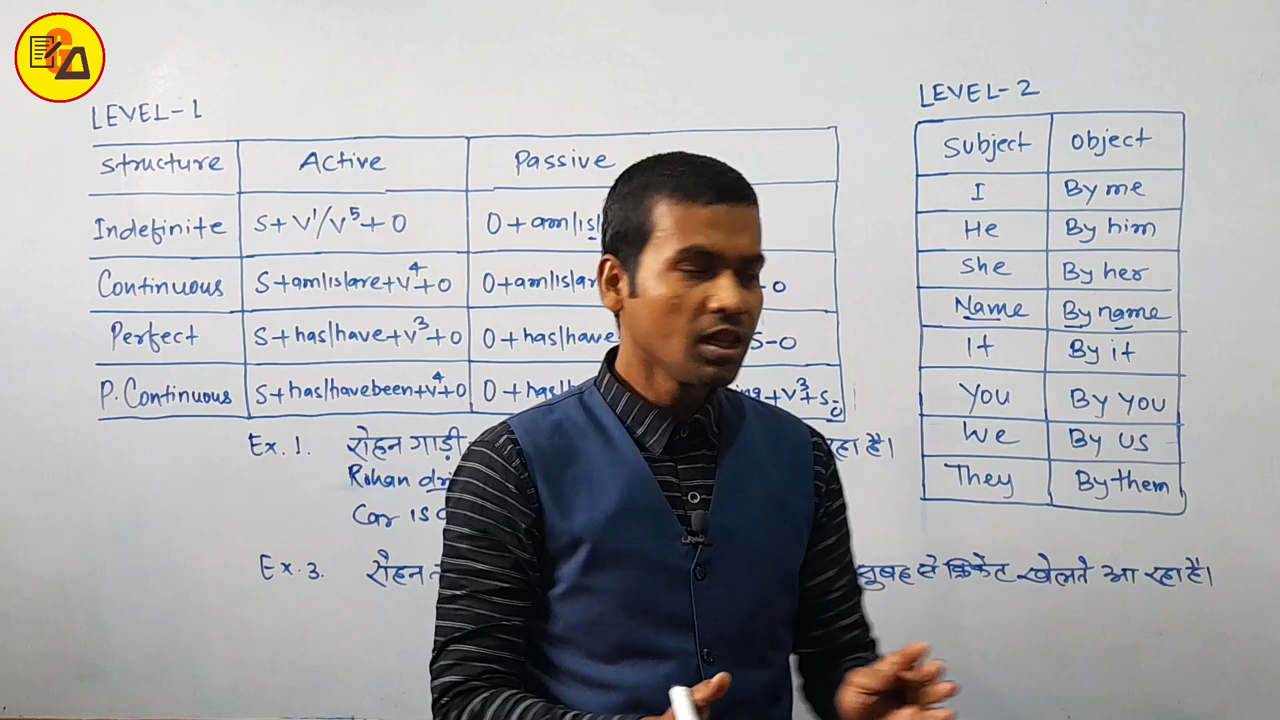 LEVEL-1
Structure Active Passive
Indefinite S+V¹/V⁵+O O+am/is/
Continuous S+am/is/are+V⁴+O O+am/is/are -O
Perfect S+has/have+V³+O O+has/have S-O
P. Continuous S+has/havebeen+V⁴+O O+has/ +V³+S-O
Ex. 1. रोहन गाड़ी रहा है।
Rohan
Car is
Ex. 3. रोहन सुबह से क्रिकेट खेलते आ रहा है।
LEVEL-2
Subject Object
I By me
He By him
She By her
Name By name
It By it
You By you
We By us
They By them